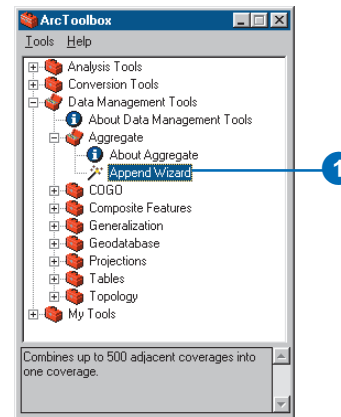 ArcToolbox
Tools Help
Analysis Tools
Conversion Tools
Data Management Tools
About Data Management Tools
Aggregate
About Aggregate
Append Wizard
1
COGO
Composite Features
Generalization
Geodatabase
Projections
Tables
Topology
My Tools
Combines up to 500 adjacent coverages into
one coverage.